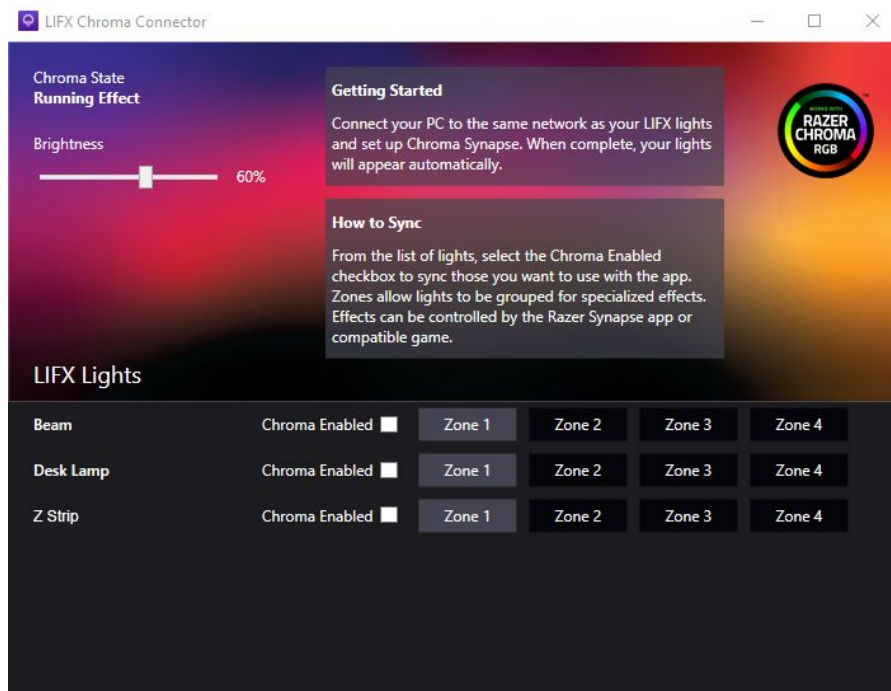 LIFX Chroma Connector
Chroma State
Running Effect
Brightness
60%
Getting Started
Connect your PC to the same network as your LIFX lights
and set up Chroma Synapse. When complete, your lights
will appear automatically.
How to Sync
From the list of lights, select the Chroma Enabled
checkbox to sync those you want to use with the app.
Zones allow lights to be grouped for specialized effects.
Effects can be controlled by the Razer Synapse app or
compatible game.
WORKS WITH
RAZER
CHROMA
RGB
™
LIFX Lights
Beam Chroma Enabled Zone 1 Zone 2 Zone 3 Zone 4
Desk Lamp Chroma Enabled Zone 1 Zone 2 Zone 3 Zone 4
Z Strip Chroma Enabled Zone 1 Zone 2 Zone 3 Zone 4